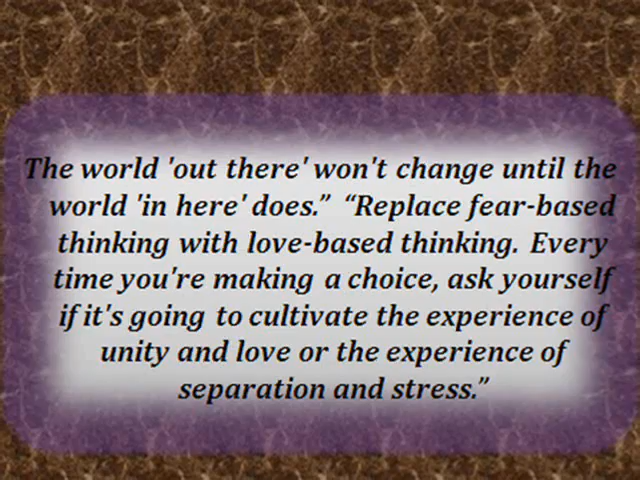 The world 'out there' won't change until the
world 'in here' does.” “Replace fear-based
thinking with love-based thinking. Every
time you're making a choice, ask yourself
if it's going to cultivate the experience of
unity and love or the experience of
separation and stress.”